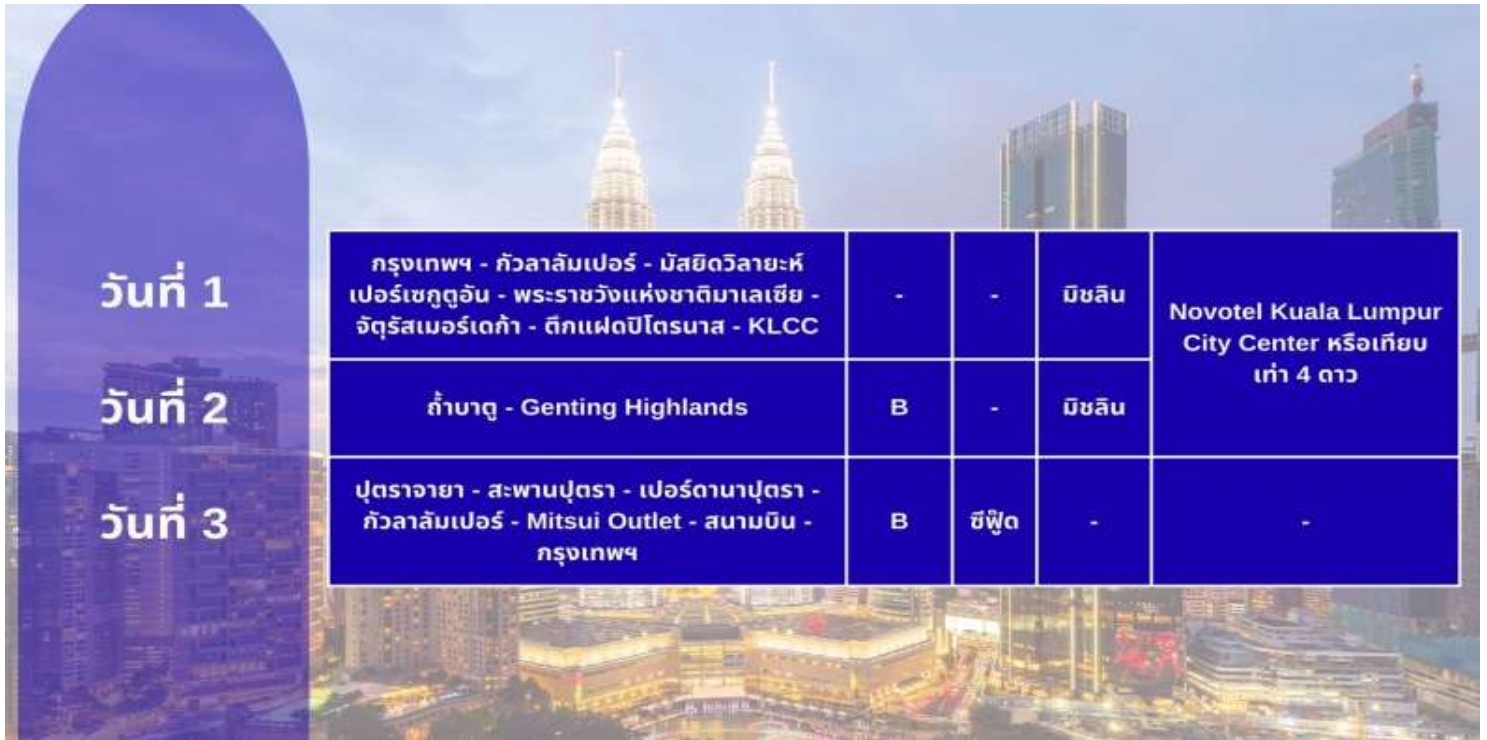 วันที่ 1
กรุงเทพฯ - กัวลาลัมเปอร์ - มัสยิดวิลายะห์
เปอร์เซกูตูอัน - พระราชวังแห่งชาติมาเลเซีย -
จัตุรัสเมอร์เดก้า - ตึกแฝดปิโตรนาส - KLCC
-
-
มิชลิน
Novotel Kuala Lumpur
City Center หรือเทียบ
เท่า 4 ดาว
วันที่ 2
ถ้ำบาตู - Genting Highlands
B
-
มิชลิน
วันที่ 3
ปุตราจายา - สะพานปุตรา - เปอร์ดานาปุตรา -
กัวลาลัมเปอร์ - Mitsui Outlet - สนามบิน -
กรุงเทพฯ
B
ซีฟู๊ด
-
-